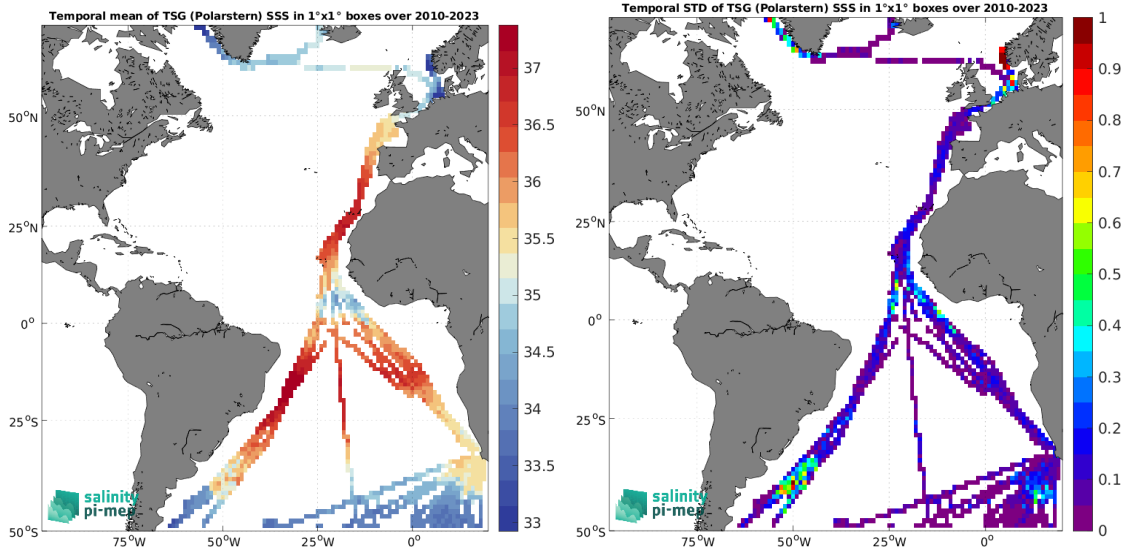 Temporal mean of TSG (Polarstern) SSS in 1°x1° boxes over 2010-2023
37
36.5
36
35.5
35
34.5
34
33.5
33
50°N
25°N
0°
25°S
50°S
75°W
50°W
25°W
0°
salinity
pi-mep
Temporal STD of TSG (Polarstern) SSS in 1°x1° boxes over 2010-2023
1
0.9
0.8
0.7
0.6
0.5
0.4
0.3
0.2
0.1
0
50°N
25°N
0°
25°S
50°S
75°W
50°W
25°W
0°
salinity
pi-mep